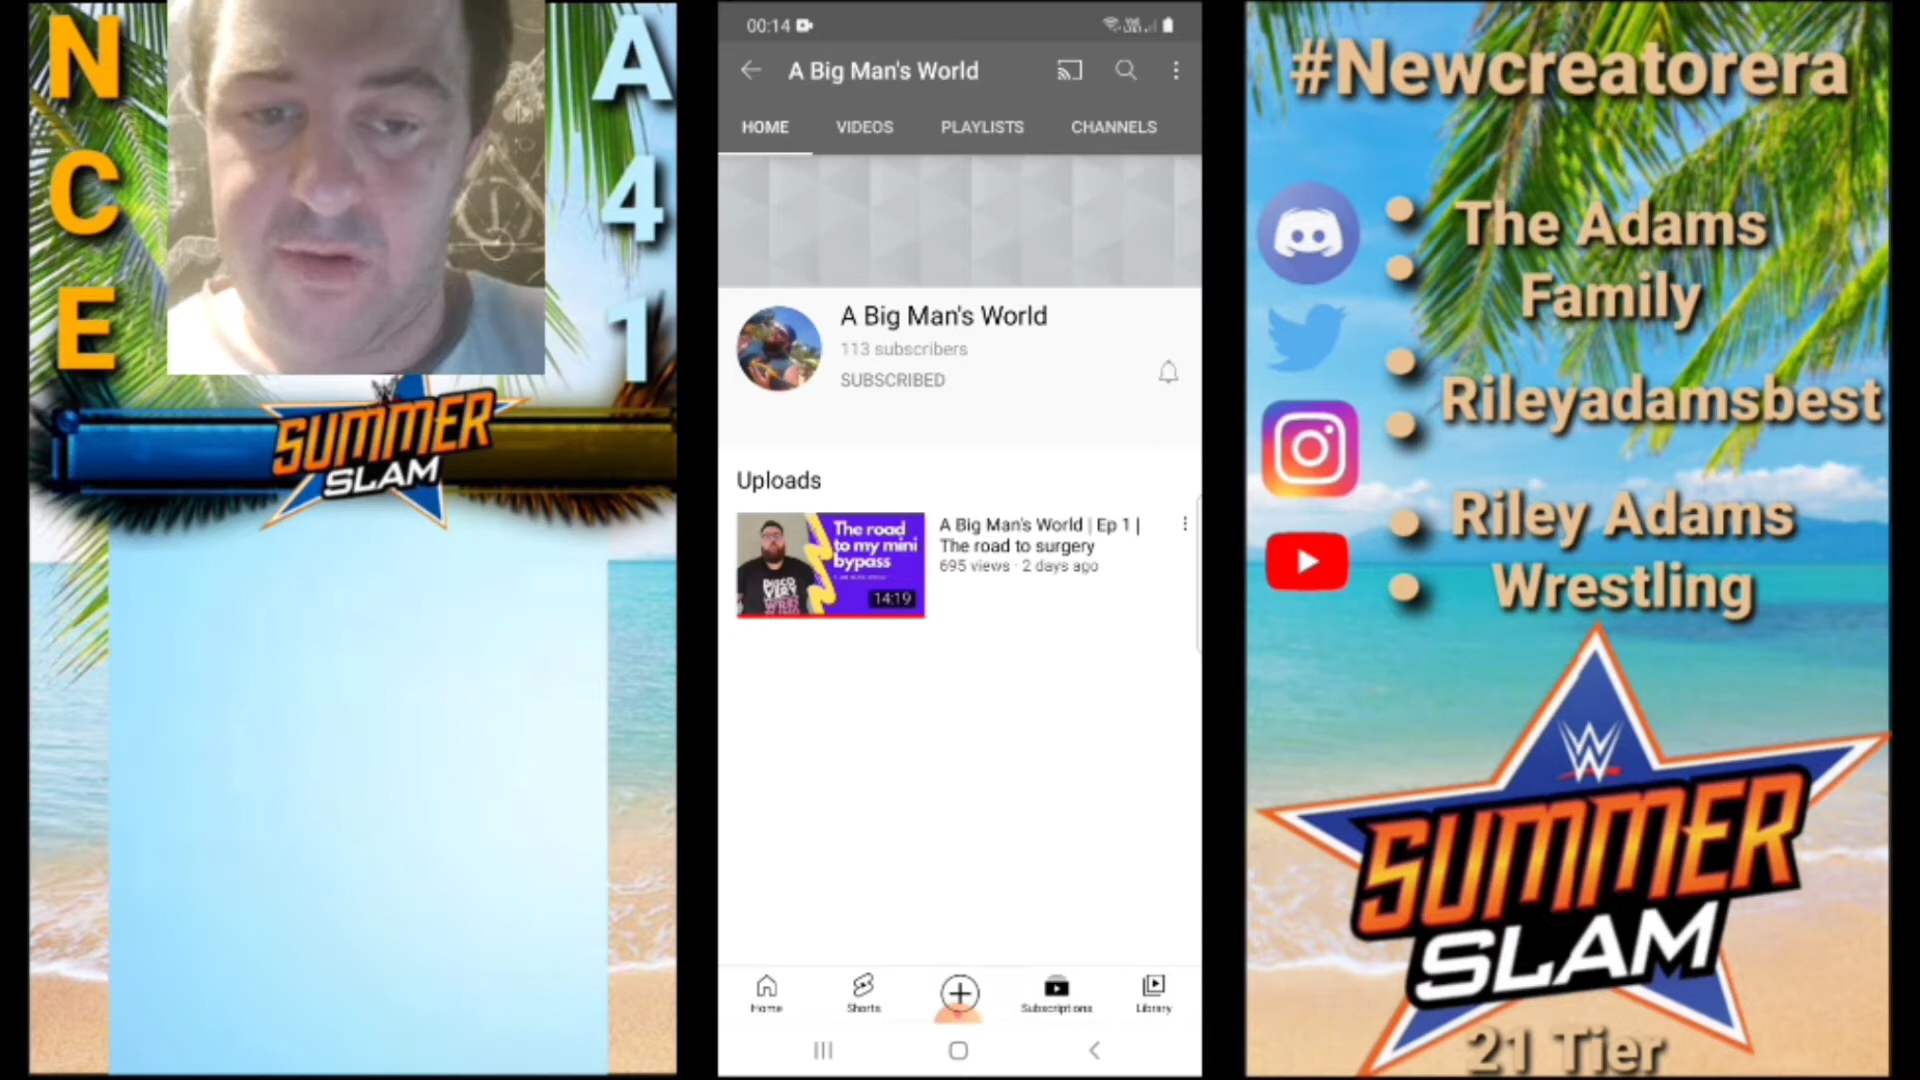 N
C
E
A
4
1
SUMMER
SLAM
00:14
A Big Man's World
HOME
VIDEOS
PLAYLISTS
CHANNELS
A Big Man's World
113 subscribers
SUBSCRIBED
Uploads
The road
to my mini
bypass
14:19
A Big Man's World | Ep 1 |
The road to surgery
695 views · 2 days ago
Home
Shorts
Subscriptions
Library
#Newcreatorera
The Adams
Family
Rileyadamsbest
Riley Adams
Wrestling
W
SUMMER
SLAM
21 Tier